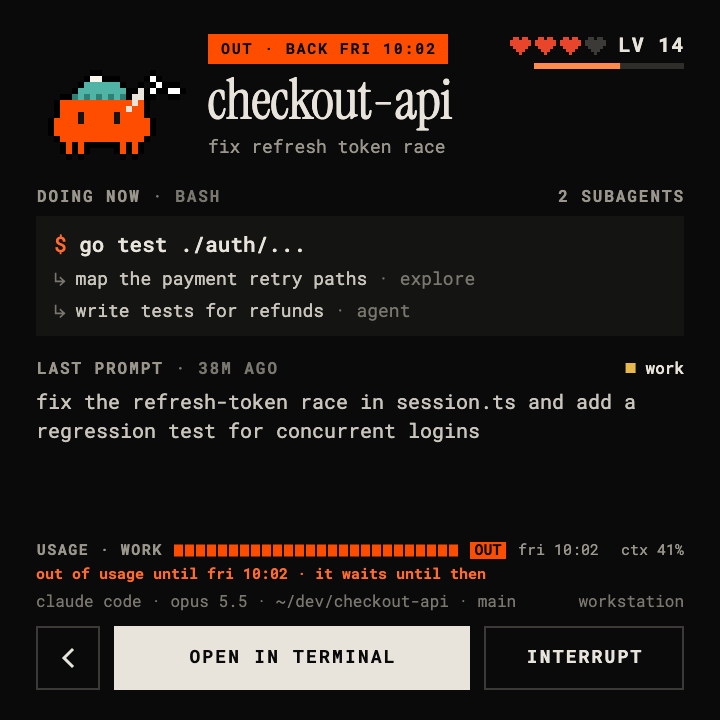 OUT · BACK FRI 10:02
LV 14
checkout-api
fix refresh token race
DOING NOW · BASH
2 SUBAGENTS
$ go test ./auth/...
↳ map the payment retry paths · explore
↳ write tests for refunds · agent
LAST PROMPT · 38M AGO
work
fix the refresh-token race in session.ts and add a
regression test for concurrent logins
USAGE · WORK OUT fri 10:02 ctx 41%
out of usage until fri 10:02 · it waits until then
claude code · opus 5.5 · ~/dev/checkout-api · main workstation
OPEN IN TERMINAL
INTERRUPT